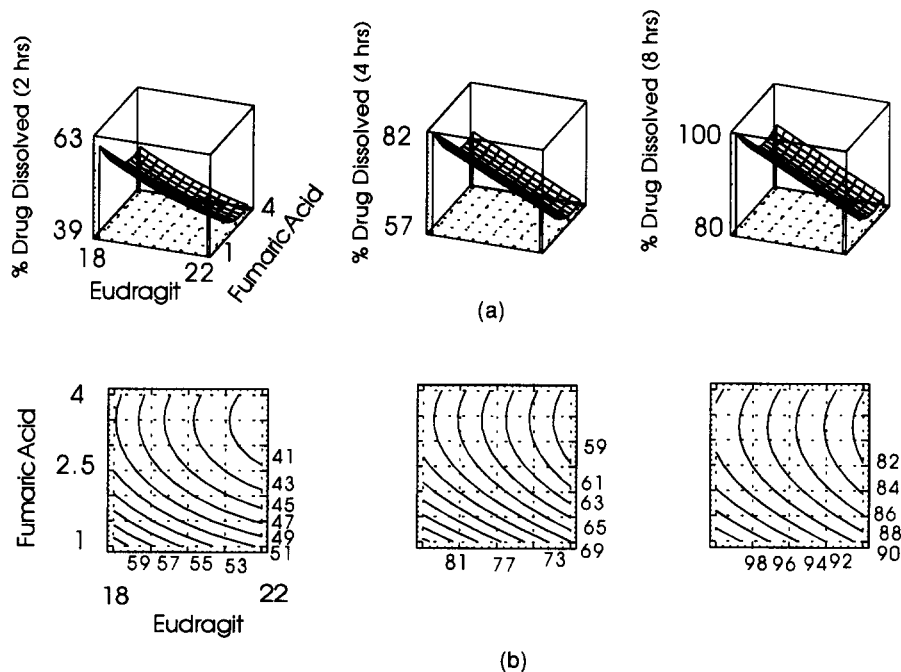 % Drug Dissolved (2 hrs)
63
39
18
22
1
4
Eudragit
Fumaric Acid
% Drug Dissolved (4 hrs)
82
57
% Drug Dissolved (8 hrs)
100
80
(a)
Fumaric Acid
4
2.5
1
41
43
45
47
49
51
59 57 55 53
18 22
Eudragit
59
61
63
65
69
81 77 73
82
84
86
88
90
98 96 94 92
(b)